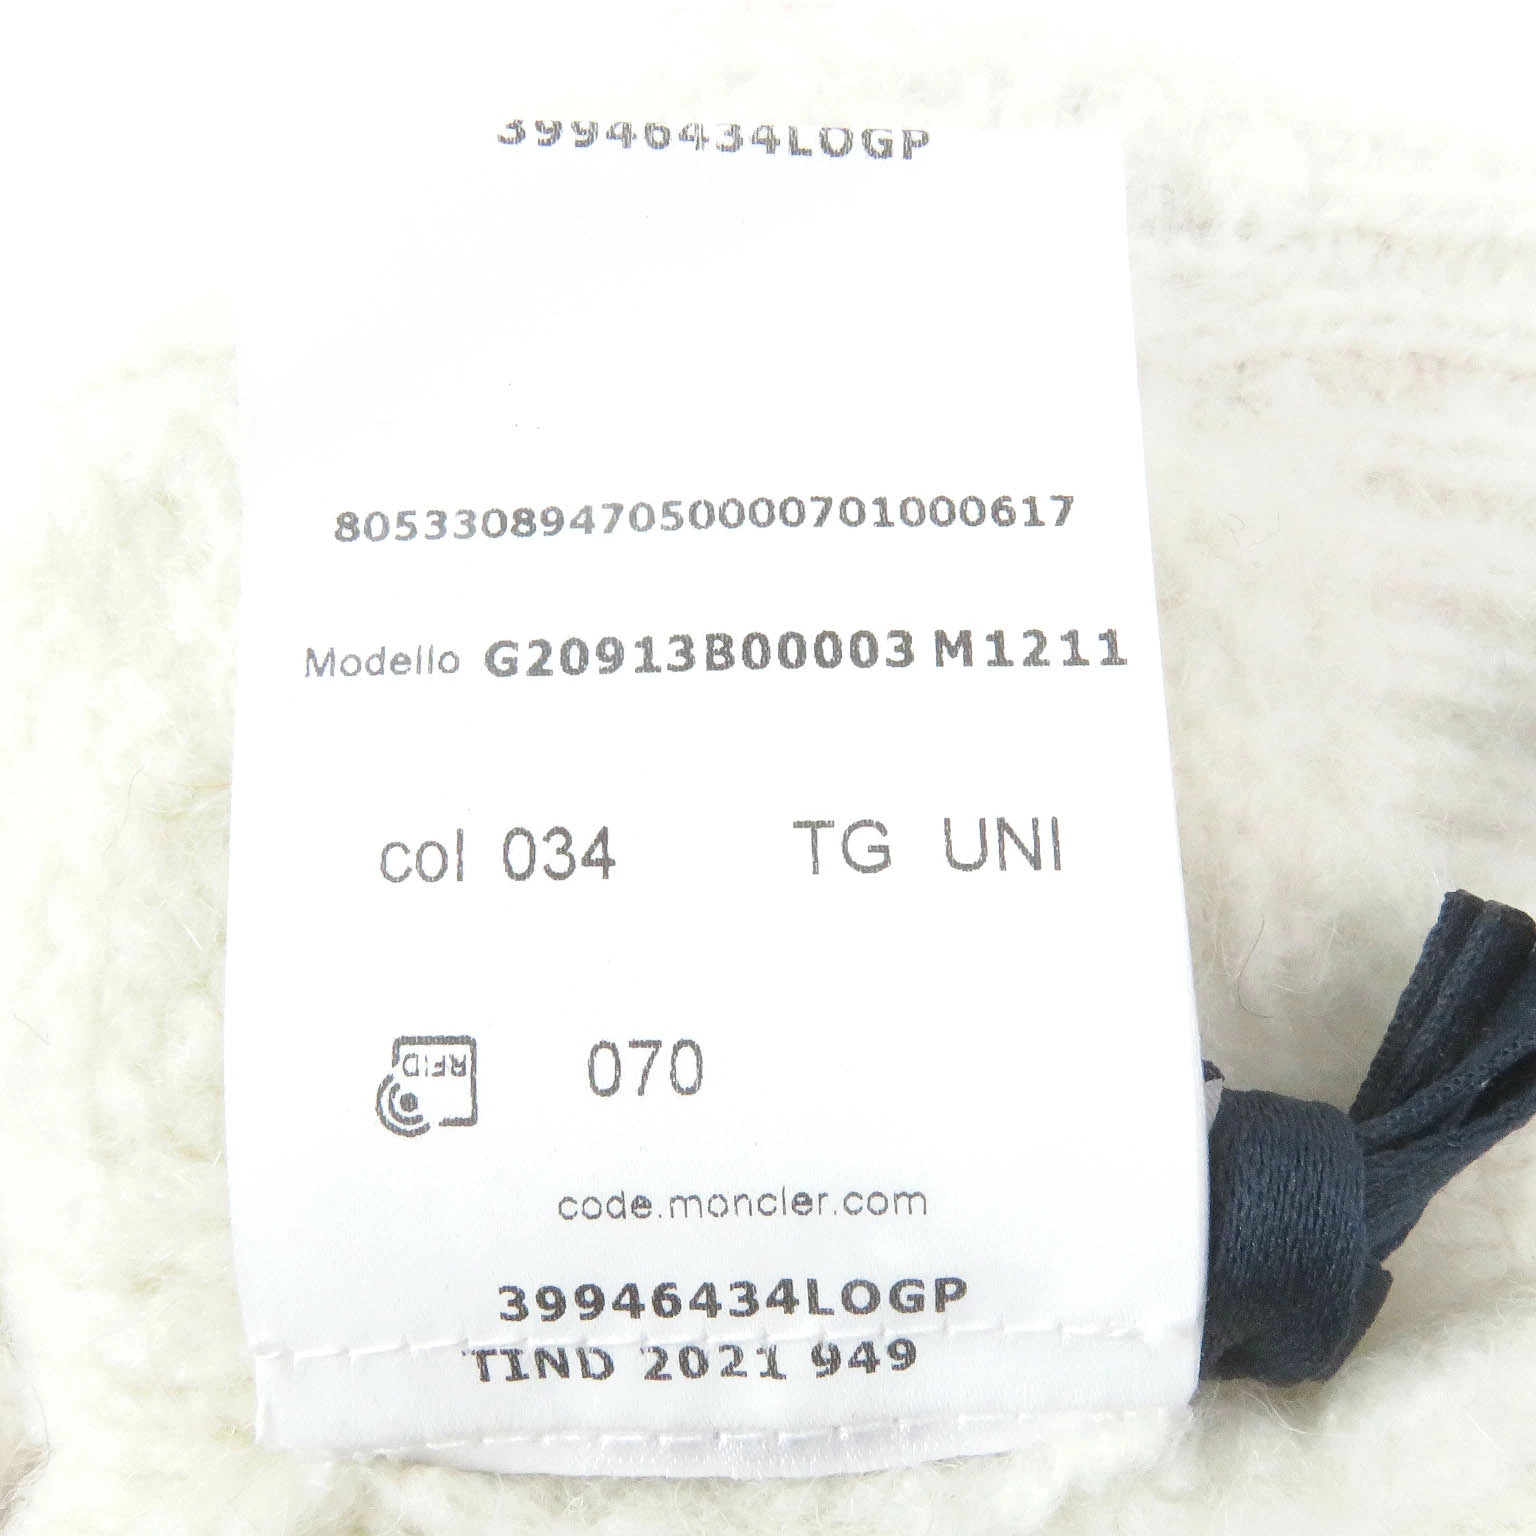 39946434LOGP
8053308947050000701000617
Modello G20913B00003 M1211
col 034 TG UNI
RFID 070
code.moncler.com
39946434LOGP
TIND 2021 949